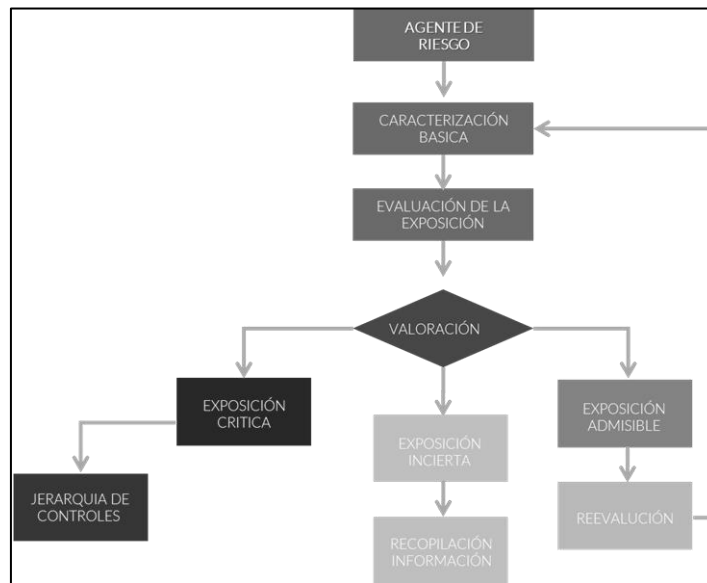 AGENTE DE
RIESGO
CARACTERIZACIÓN
BASICA
EVALUACIÓN DE LA
EXPOSICIÓN
VALORACIÓN
EXPOSICIÓN
CRITICA
EXPOSICIÓN
INCIERTA
EXPOSICIÓN
ADMISIBLE
JERARQUIA DE
CONTROLES
RECOPILACIÓN
INFORMACIÓN
REEVALUCIÓN